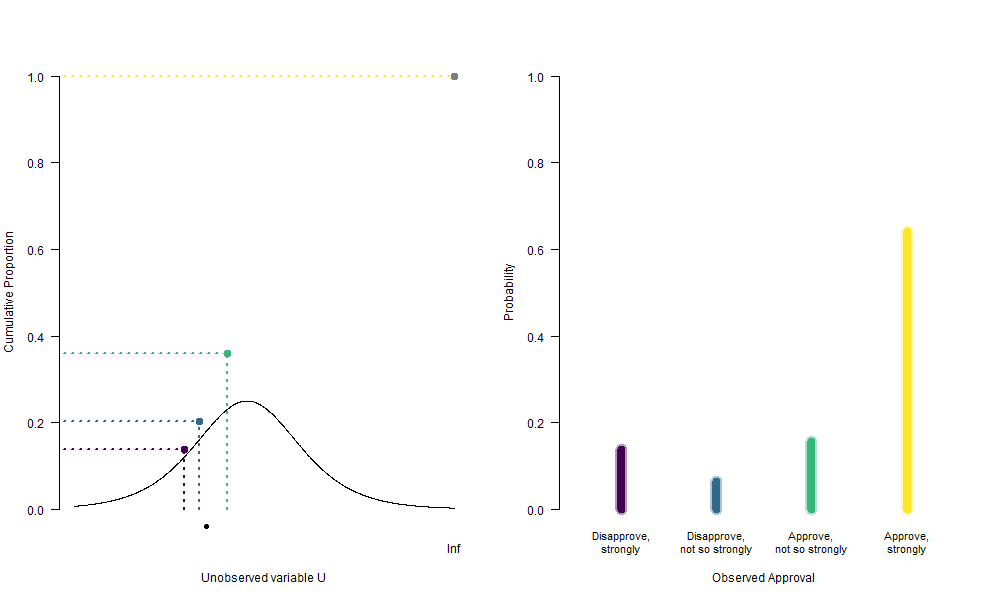 1.0
0.8
0.6
0.4
0.2
0.0
Cumulative Proportion
Inf
Unobserved variable U
1.0
0.8
0.6
0.4
0.2
0.0
Probability
Disapprove,
strongly
Disapprove,
not so strongly
Approve,
not so strongly
Approve,
strongly
Observed Approval